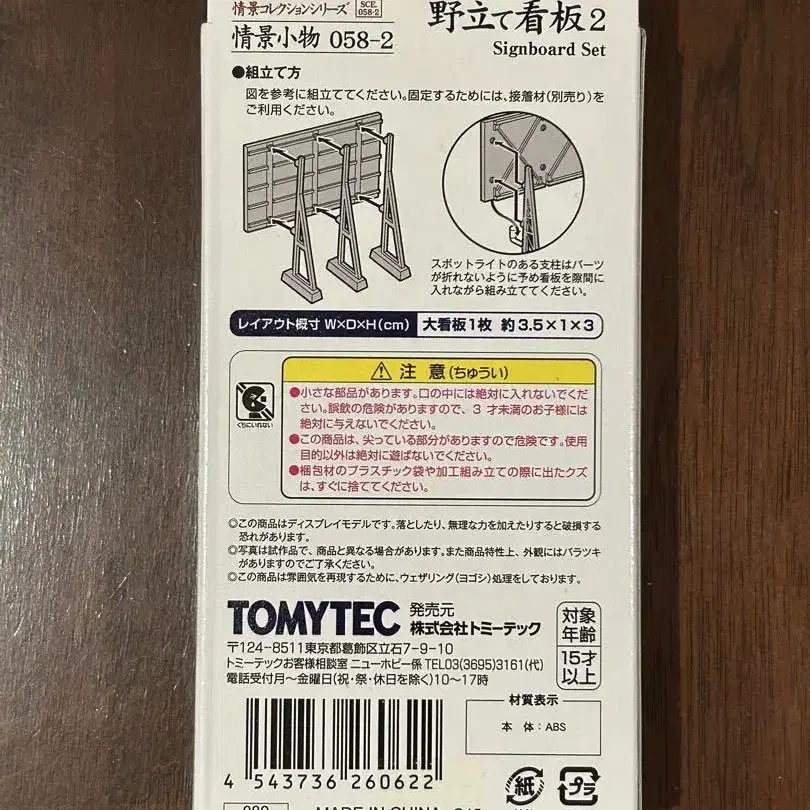 情景コレクションシリーズ SCE. 058-2
情景小物 058-2
野立て看板2
Signboard Set
●組立て方
図を参考に組立ててください。固定するためには、接着材(別売り)を
ご利用ください。
スポットライトのある支柱はパーツ
が折れないように予め看板を隙間に
入れながら組み立ててください。
レイアウト概寸 W×D×H(cm) 大看板1枚 約3.5×1×3
注意(ちゅうい)
くちにいれない
●小さな部品があります。口の中には絶対に入れないでくだ
さい。誤飲の危険がありますので、3才未満のお子様には
絶対に与えないでください。
●この商品は、尖っている部分がありますので危険です。使用
目的以外は絶対に遊ばないでください。
●梱包材のプラスチック袋や加工組み立ての際に出たクズ
は、すぐに捨ててください。
◎この商品はディスプレイモデルです。落としたり、無理な力を加えたりすると破損する
恐れがあります。
◎写真は試作品で、商品と異なる場合があります。また商品特性上、外観にはバラツキ
がありますのでご了承ください。
◎この商品は雰囲気を再現するために、ウェザリング(ヨゴシ)処理をしております。
TOMYTEC 発売元
株式会社トミーテック
〒124-8511東京都葛飾区立石7-9-10
トミーテックお客様相談室 ニューホビー係 TEL03(3695)3161(代)
電話受付月〜金曜日(祝・祭・休日を除く)10〜17時
対象
年齢
15才
以上
材質表示
本体:ABS
4 543736 260622
紙
プラ
MADE IN CHINA